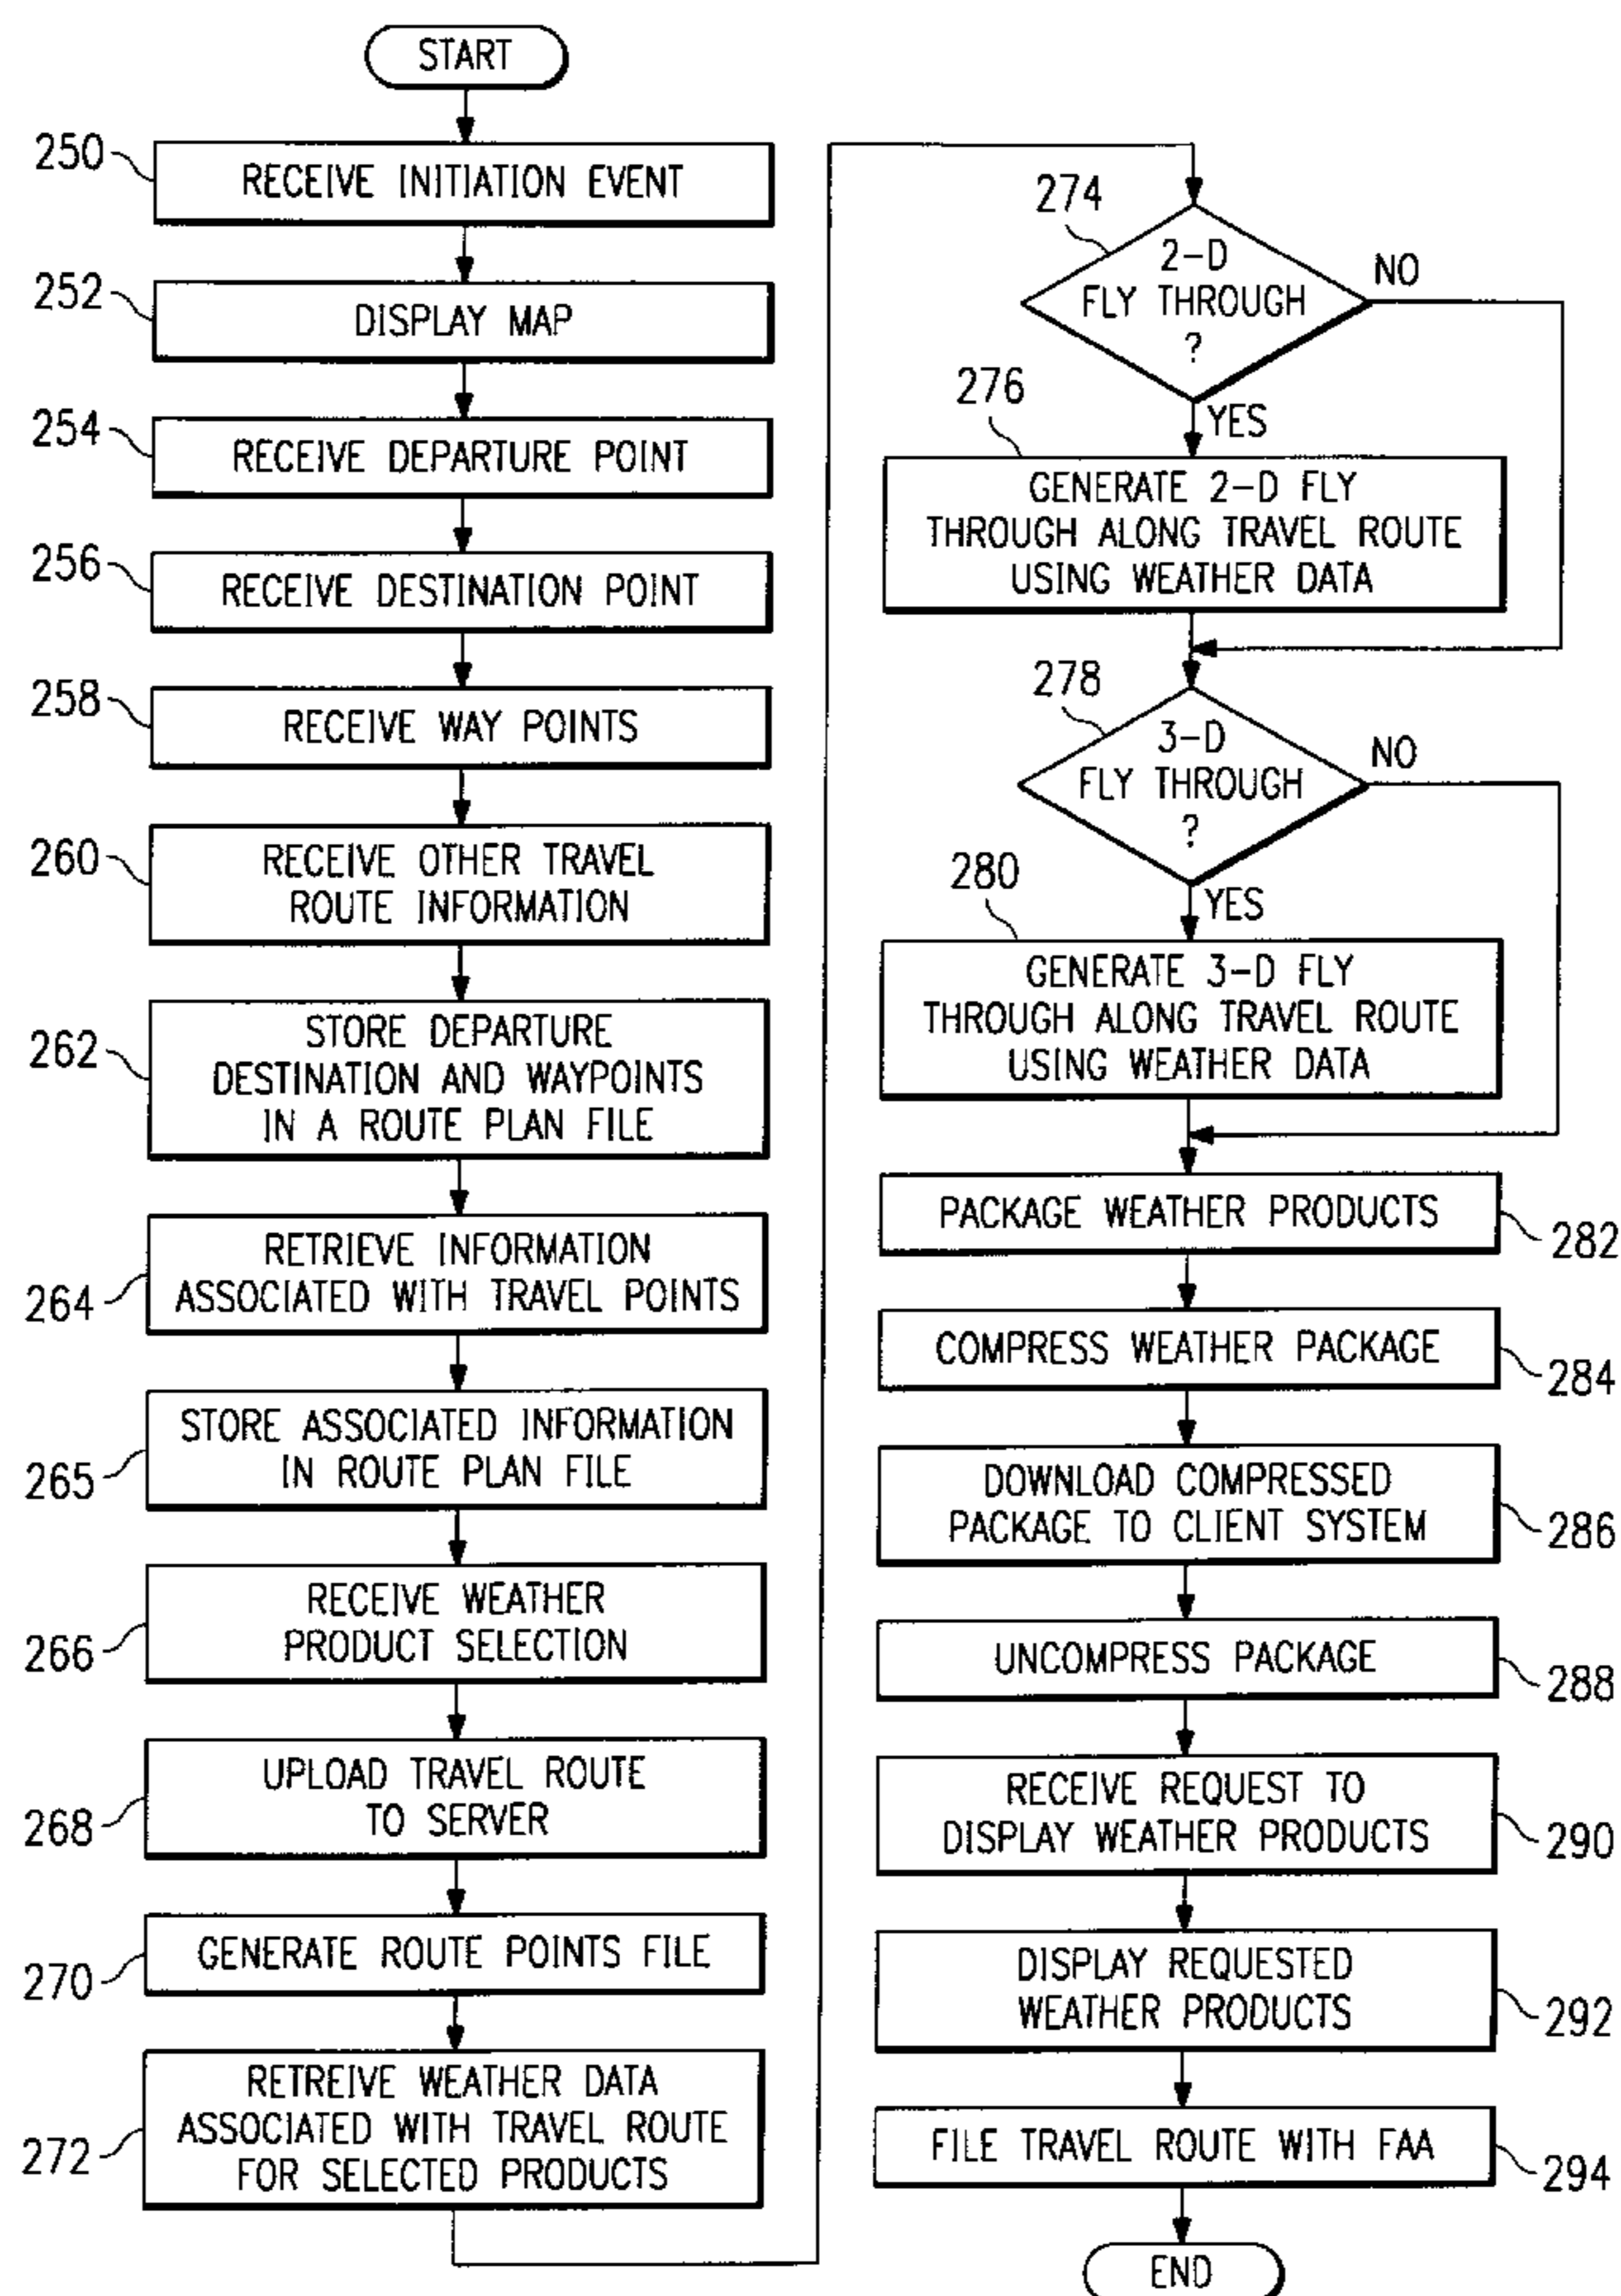 START
250
RECEIVE INITIATION EVENT
252
DISPLAY MAP
254
RECEIVE DEPARTURE POINT
256
RECEIVE DESTINATION POINT
258
RECEIVE WAY POINTS
260
RECEIVE OTHER TRAVEL
ROUTE INFORMATION
262
STORE DEPARTURE
DESTINATION AND WAYPOINTS
IN A ROUTE PLAN FILE
264
RETRIEVE INFORMATION
ASSOCIATED WITH TRAVEL POINTS
265
STORE ASSOCIATED INFORMATION
IN ROUTE PLAN FILE
266
RECEIVE WEATHER
PRODUCT SELECTION
268
UPLOAD TRAVEL ROUTE
TO SERVER
270
GENERATE ROUTE POINTS FILE
272
RETREIVE WEATHER DATA
ASSOCIATED WITH TRAVEL ROUTE
FOR SELECTED PRODUCTS
274
2-D
FLY THROUGH
?
NO
YES
276
GENERATE 2-D FLY
THROUGH ALONG TRAVEL ROUTE
USING WEATHER DATA
278
3-D
FLY THROUGH
?
NO
YES
280
GENERATE 3-D FLY
THROUGH ALONG TRAVEL ROUTE
USING WEATHER DATA
PACKAGE WEATHER PRODUCTS
282
COMPRESS WEATHER PACKAGE
284
DOWNLOAD COMPRESSED
PACKAGE TO CLIENT SYSTEM
286
UNCOMPRESS PACKAGE
288
RECEIVE REQUEST TO
DISPLAY WEATHER PRODUCTS
290
DISPLAY REQUESTED
WEATHER PRODUCTS
292
FILE TRAVEL ROUTE WITH FAA
294
END